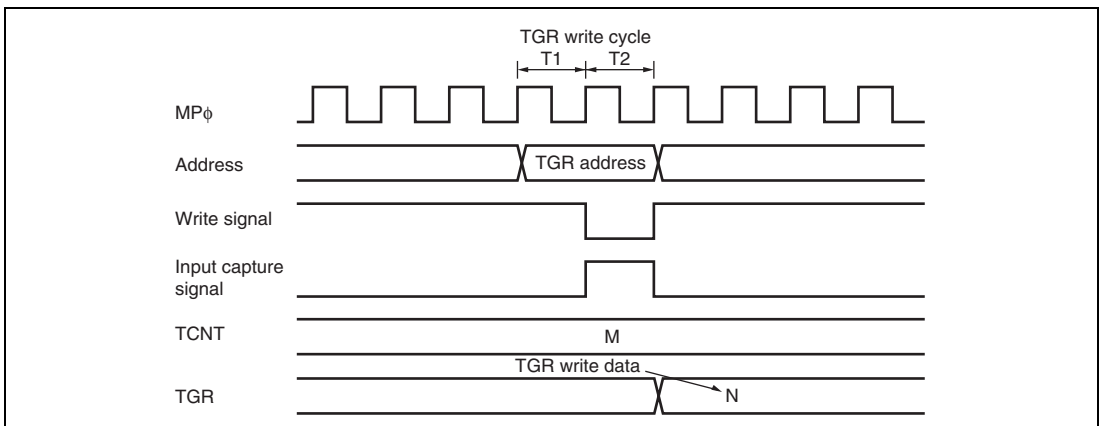 TGR write cycle
T1 T2
MPϕ
Address TGR address
Write signal
Input capture
signal
TCNT M
TGR write data
TGR N